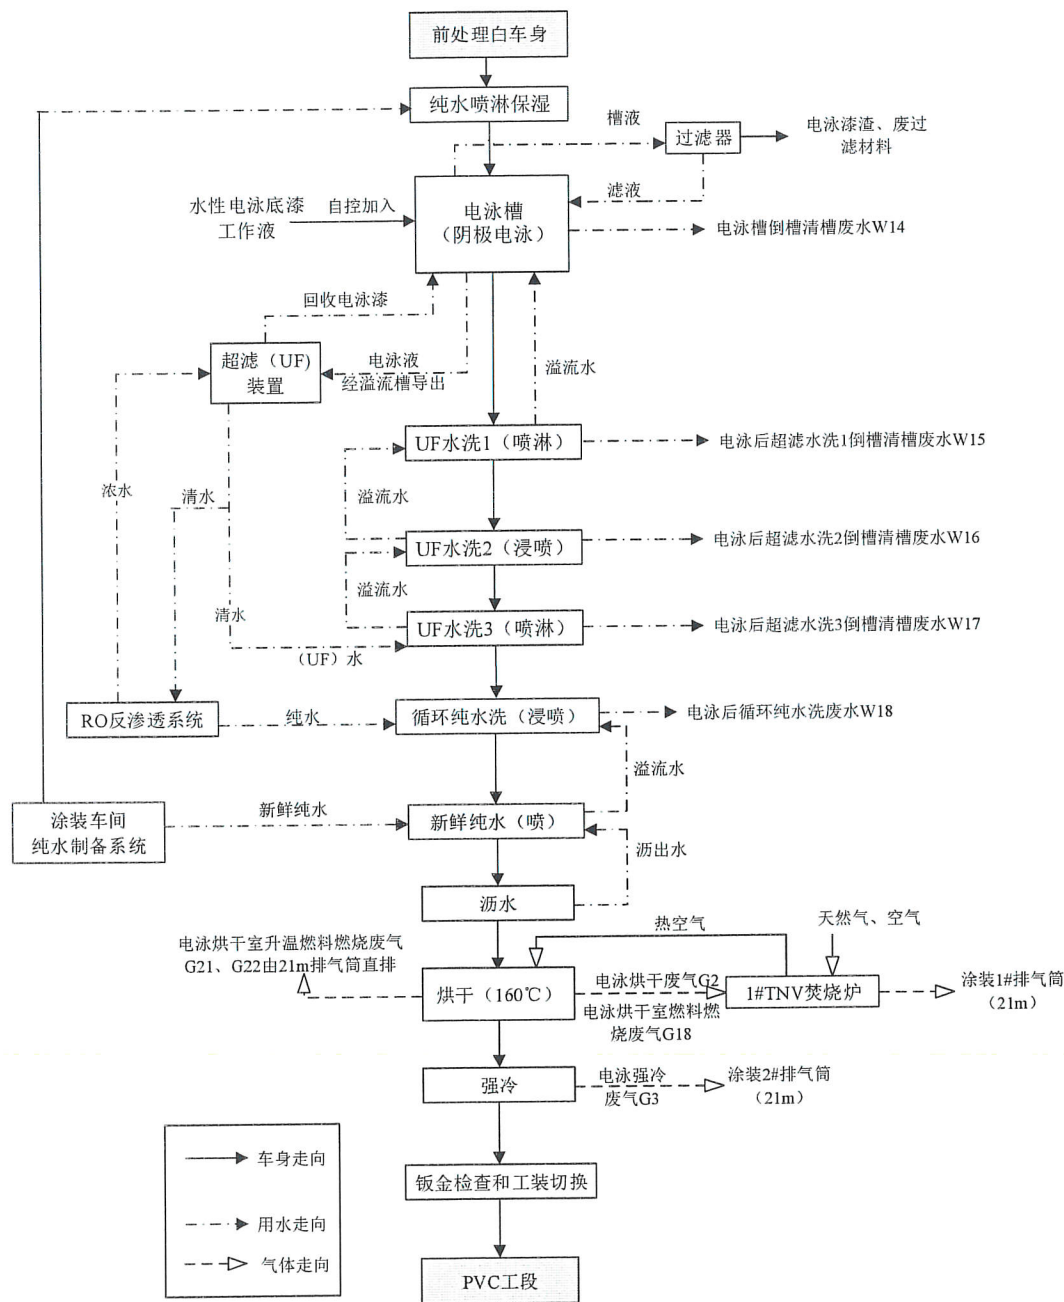 前处理白车身
纯水喷淋保湿
槽液
过滤器
电泳漆渣、废过
滤材料
滤液
水性电泳底漆
工作液
自控加入
电泳槽
（阴极电泳）
电泳槽倒槽清槽废水W14
回收电泳漆
超滤（UF)
装置
电泳液
经溢流槽导出
溢流水
UF水洗1（喷淋）
电泳后超滤水洗1倒槽清槽废水W15
浓水
清水
溢流水
UF水洗2（浸喷）
电泳后超滤水洗2倒槽清槽废水W16
溢流水
清水
UF水洗3（喷淋）
电泳后超滤水洗3倒槽清槽废水W17
（UF）水
RO反渗透系统
纯水
循环纯水洗（浸喷）
电泳后循环纯水洗废水W18
溢流水
涂装车间
纯水制备系统
新鲜纯水
新鲜纯水（喷）
沥出水
沥水
天然气、空气
热空气
电泳烘干室升温燃料燃烧废气
G21、G22由21m排气筒直排
烘干（160℃）
电泳烘干废气G2
电泳烘干室燃料燃
烧废气G18
1#TNV焚烧炉
涂装1#排气筒
（21m）
强冷
电泳强冷
废气G3
涂装2#排气筒
（21m）
车身走向
用水走向
气体走向
钣金检查和工装切换
PVC工段